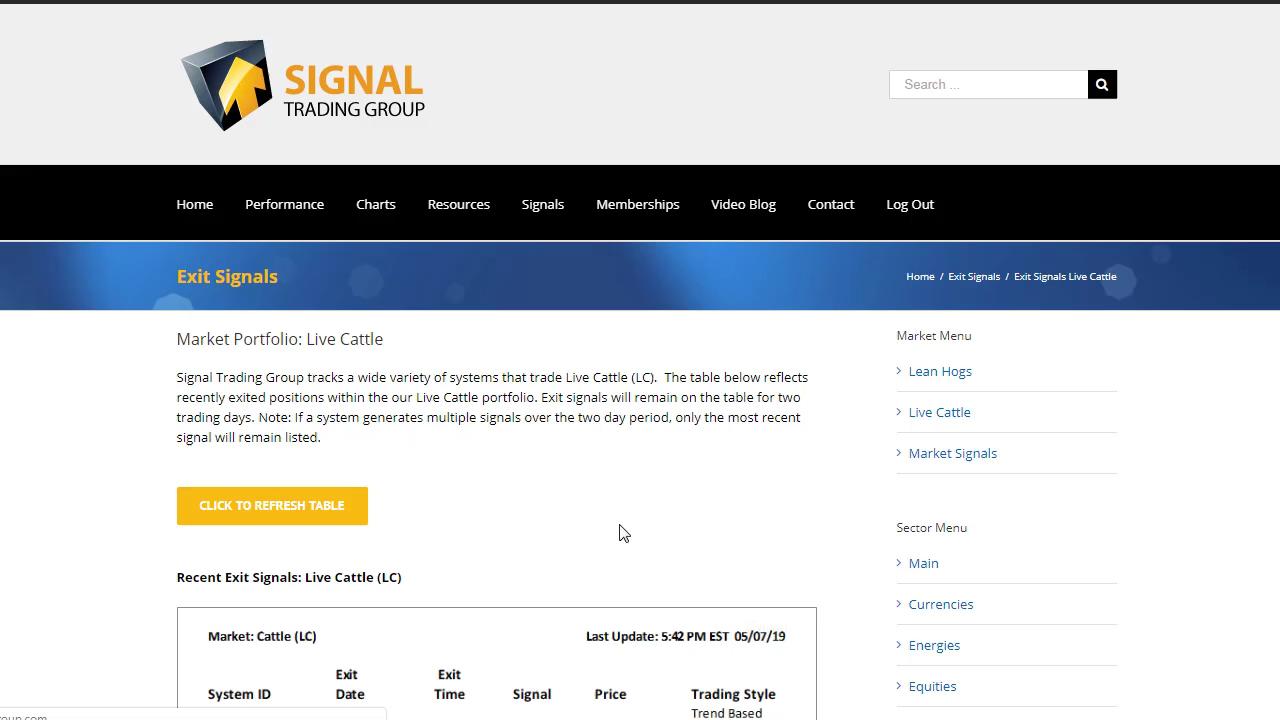 SIGNAL
TRADING GROUP
Search ...
Home Performance Charts Resources Signals Memberships Video Blog Contact Log Out
Exit Signals
Home / Exit Signals / Exit Signals Live Cattle
Market Portfolio: Live Cattle
Signal Trading Group tracks a wide variety of systems that trade Live Cattle (LC). The table below reflects
recently exited positions within the our Live Cattle portfolio. Exit signals will remain on the table for two
trading days. Note: If a system generates multiple signals over the two day period, only the most recent
signal will remain listed.
CLICK TO REFRESH TABLE
Recent Exit Signals: Live Cattle (LC)
Market: Cattle (LC) Last Update: 5:42 PM EST 05/07/19
Exit Exit
System ID Date Time Signal Price Trading Style
Trend Based
Market Menu
Lean Hogs
Live Cattle
Market Signals
Sector Menu
Main
Currencies
Energies
Equities